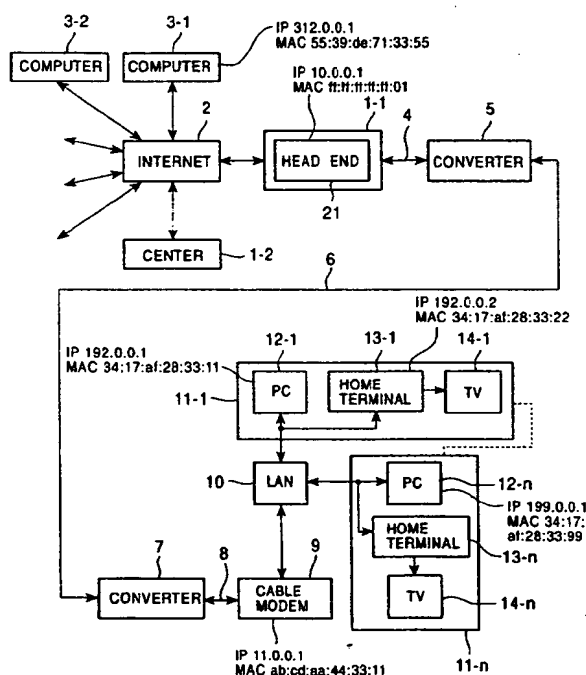 3-2
3-1
IP 312.0.0.1
MAC 55:39:de:71:33:55
COMPUTER
COMPUTER
IP 10.0.0.1
MAC ff:ff:ff:ff:ff:01
2
1-1
4
5
INTERNET
HEAD END
CONVERTER
21
CENTER
1-2
6
IP 192.0.0.2
MAC 34:17:af:28:33:22
IP 192.0.0.1
MAC 34:17:af:28:33:11
12-1
13-1
14-1
PC
HOME
TERMINAL
TV
11-1
10
LAN
PC
12-n
IP 199.0.0.1
MAC 34:17:
af:28:33:99
HOME
TERMINAL
13-n
7
8
9
CONVERTER
CABLE
MODEM
TV
14-n
IP 11.0.0.1
MAC ab:cd:aa:44:33:11
11-n